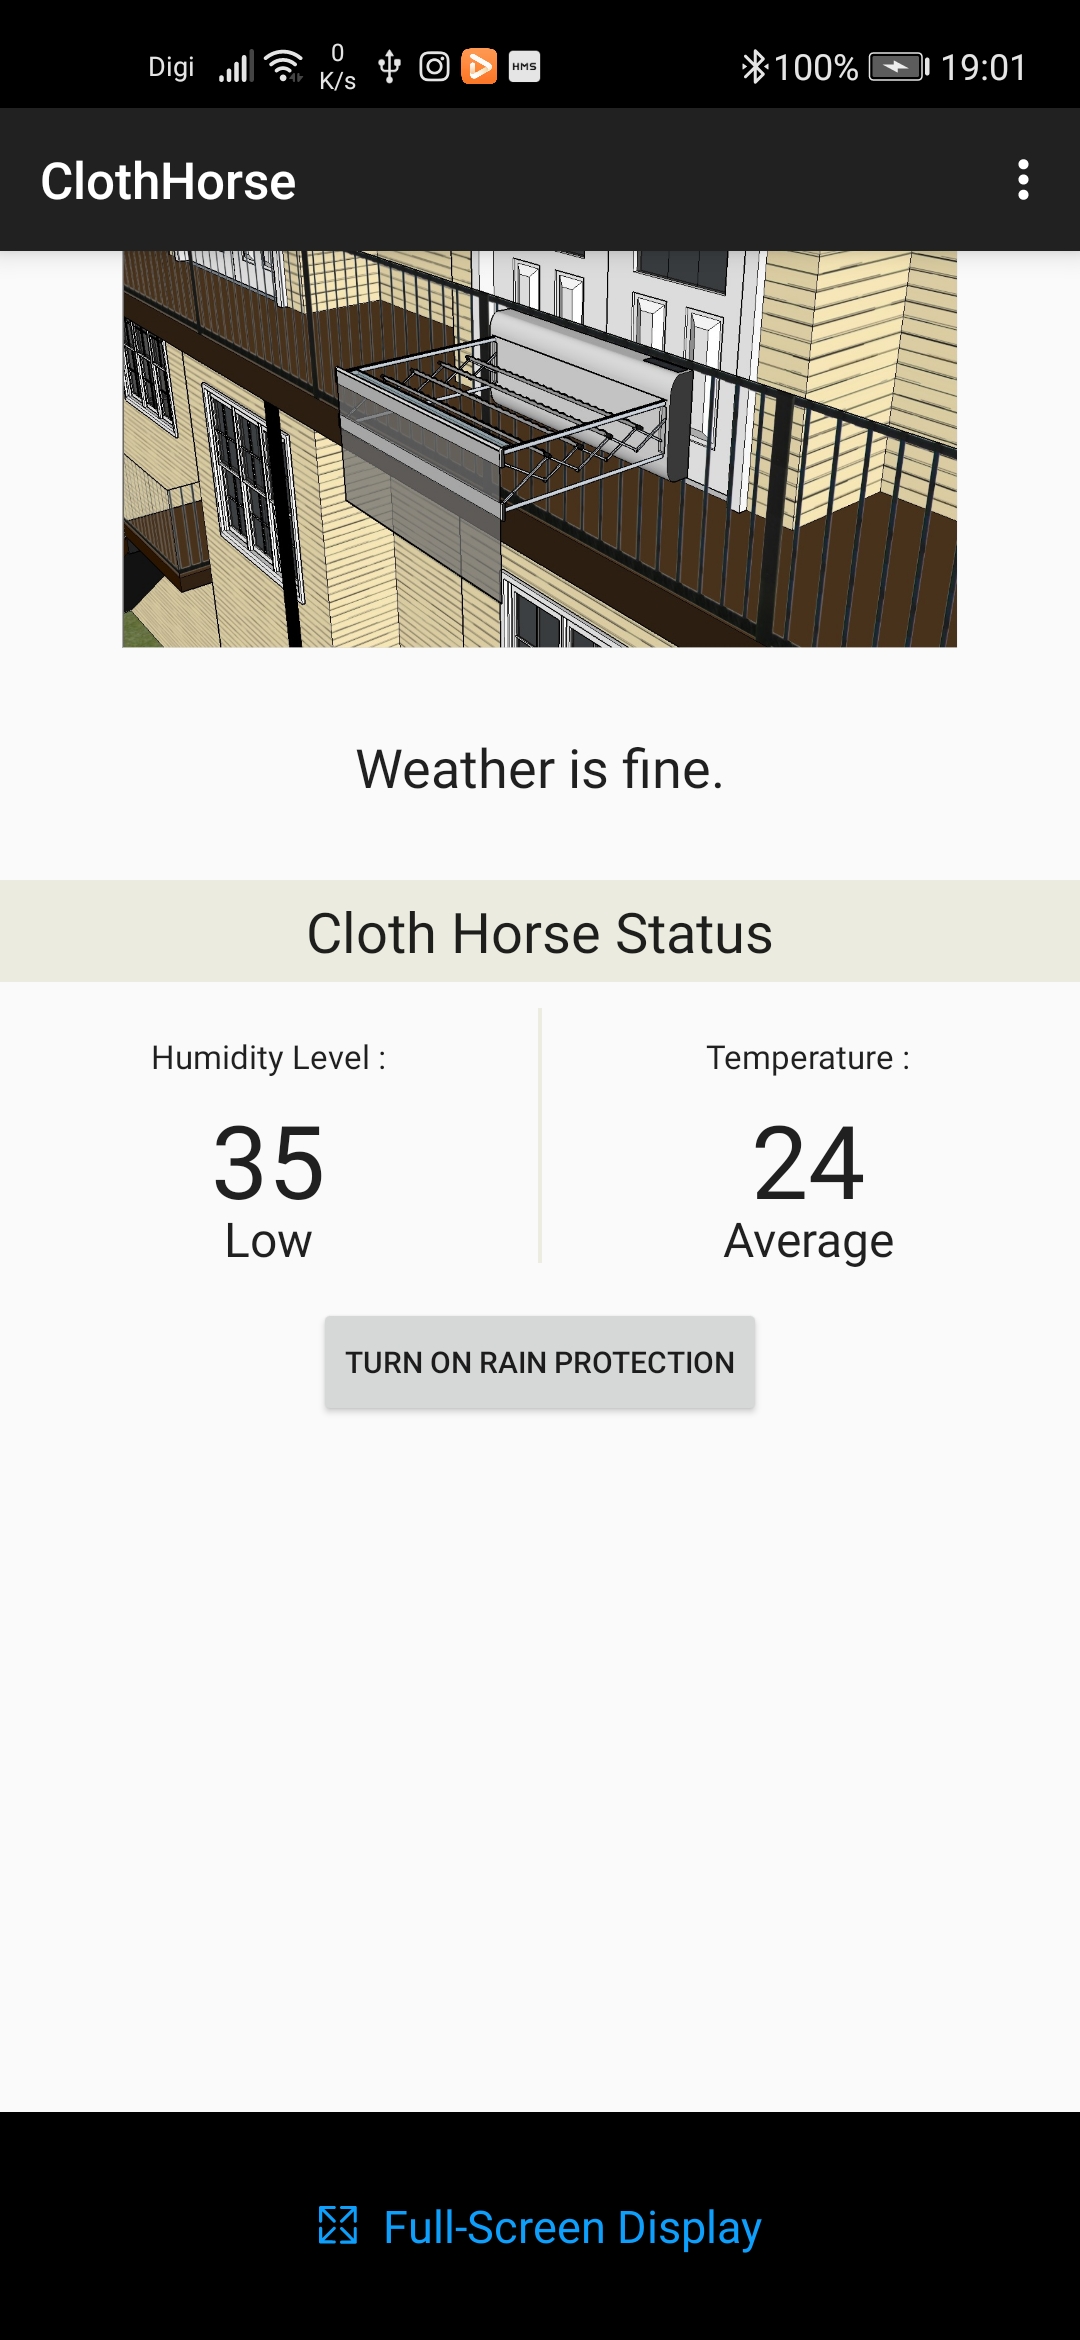 Digi 0 K/s HMS 100% 19:01
ClothHorse
Weather is fine.
Cloth Horse Status
Humidity Level : Temperature :
35 24
Low Average
TURN ON RAIN PROTECTION
Full-Screen Display